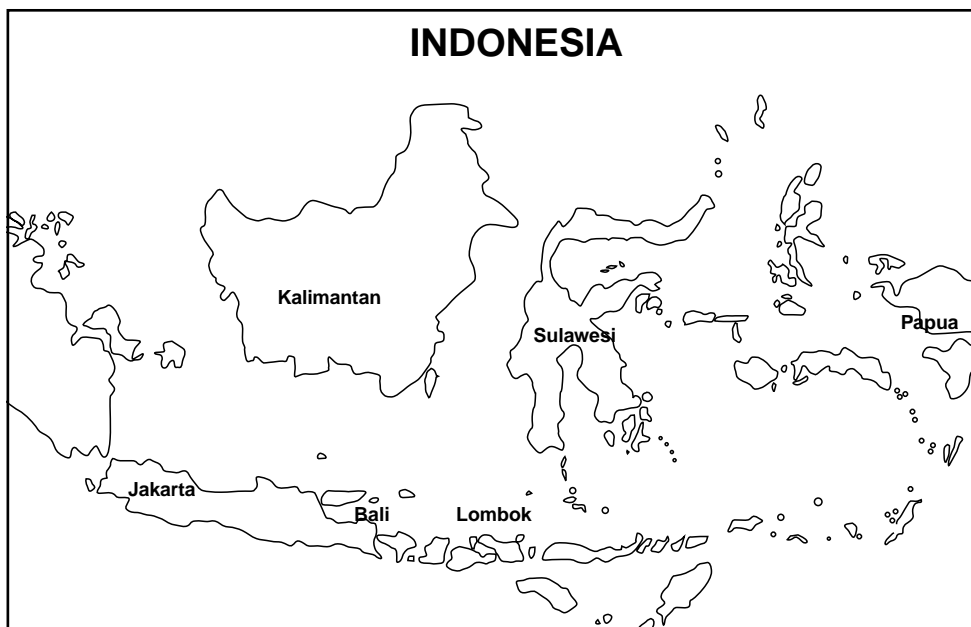 INDONESIA
Kalimantan
Papua
Sulawesi
Jakarta
Bali
Lombok